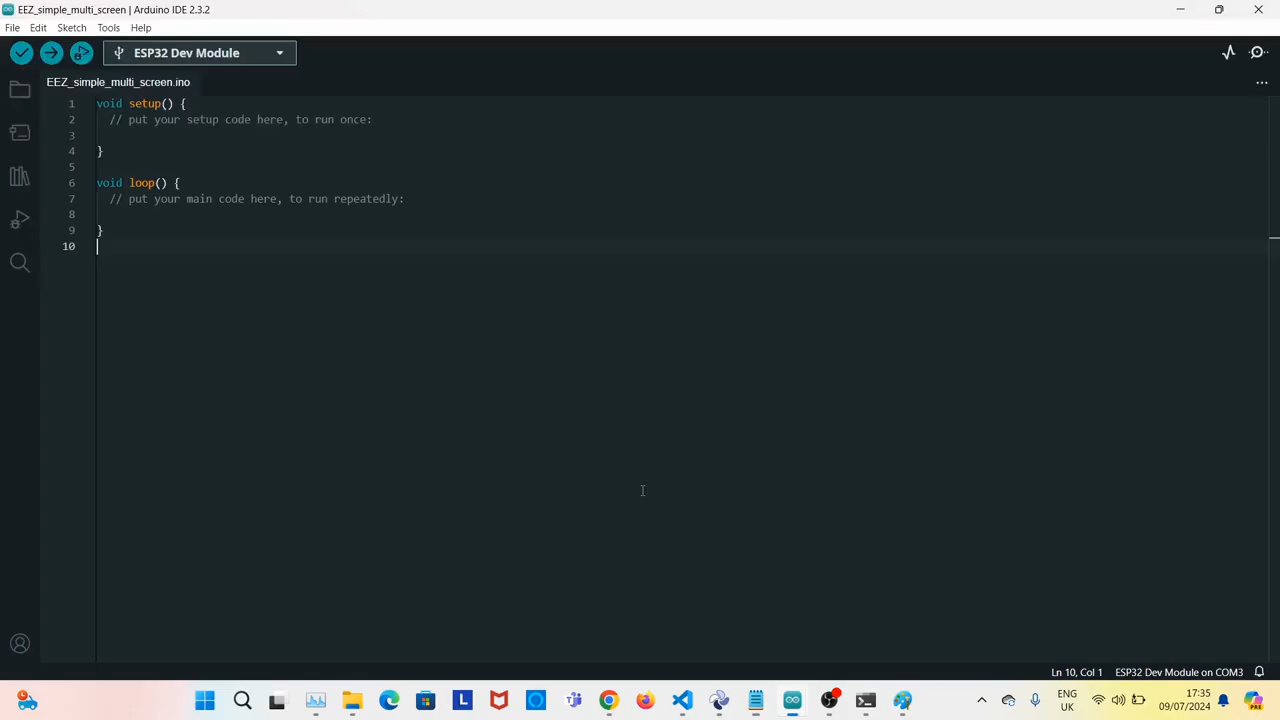 EEZ_simple_multi_screen | Arduino IDE 2.3.2
File Edit Sketch Tools Help
ESP32 Dev Module
EEZ_simple_multi_screen.ino
1 void setup() {
2 // put your setup code here, to run once:
3
4 }
5
6 void loop() {
7 // put your main code here, to run repeatedly:
8
9 }
10
Ln 10, Col 1 ESP32 Dev Module on COM3
ENG 17:35
UK 09/07/2024
L
PRE